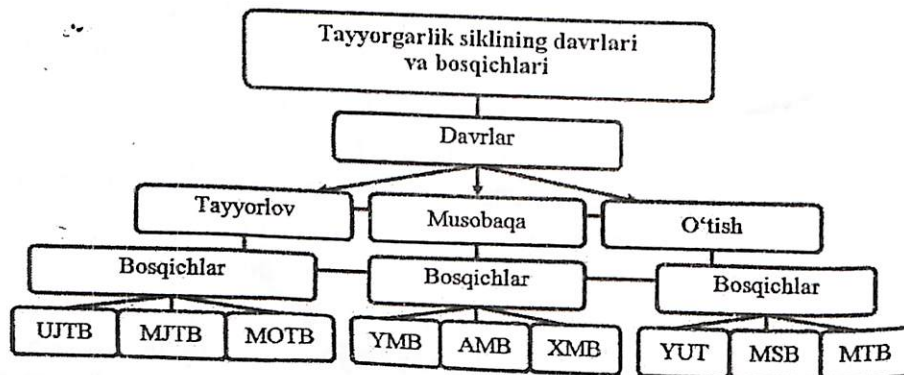 Tayyorgarlik siklining davrlari
va bosqichlari
Davrlar
Tayyorlov
Musobaqa
O‘tish
Bosqichlar
Bosqichlar
Bosqichlar
UJTB
MJTB
MOTB
YMB
AMB
XMB
YUT
MSB
MTB